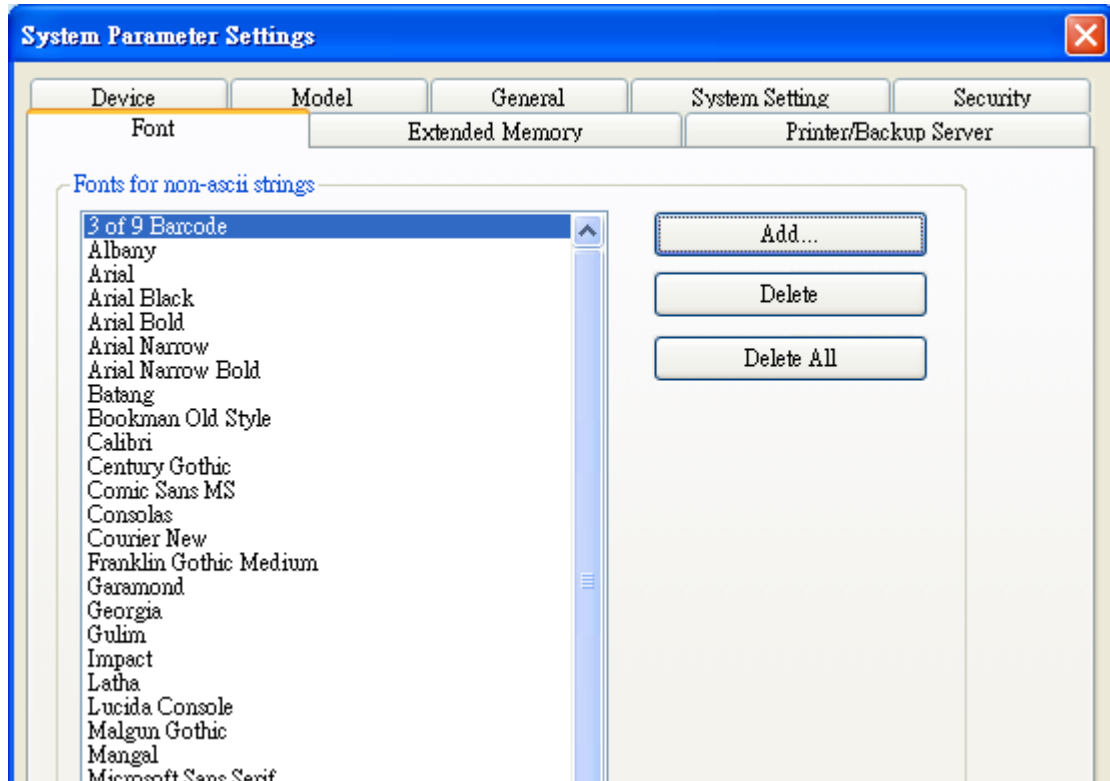 System Parameter Settings
Device Model General System Setting Security
Font Extended Memory Printer/Backup Server
Fonts for non-ascii strings
3 of 9 Barcode
Albany
Arial
Arial Black
Arial Bold
Arial Narrow
Arial Narrow Bold
Batang
Bookman Old Style
Calibri
Century Gothic
Comic Sans MS
Consolas
Courier New
Franklin Gothic Medium
Garamond
Georgia
Gulim
Impact
Latha
Lucida Console
Malgun Gothic
Mangal
Microsoft Sans Serif
Add...
Delete
Delete All